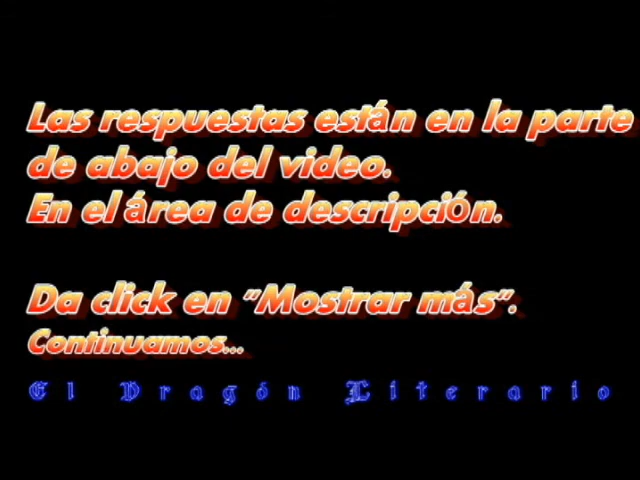 Las respuestas están en la parte
de abajo del video.
En el área de descripción.
Da click en "Mostrar más".
Continuamos...
El Dragón Literario